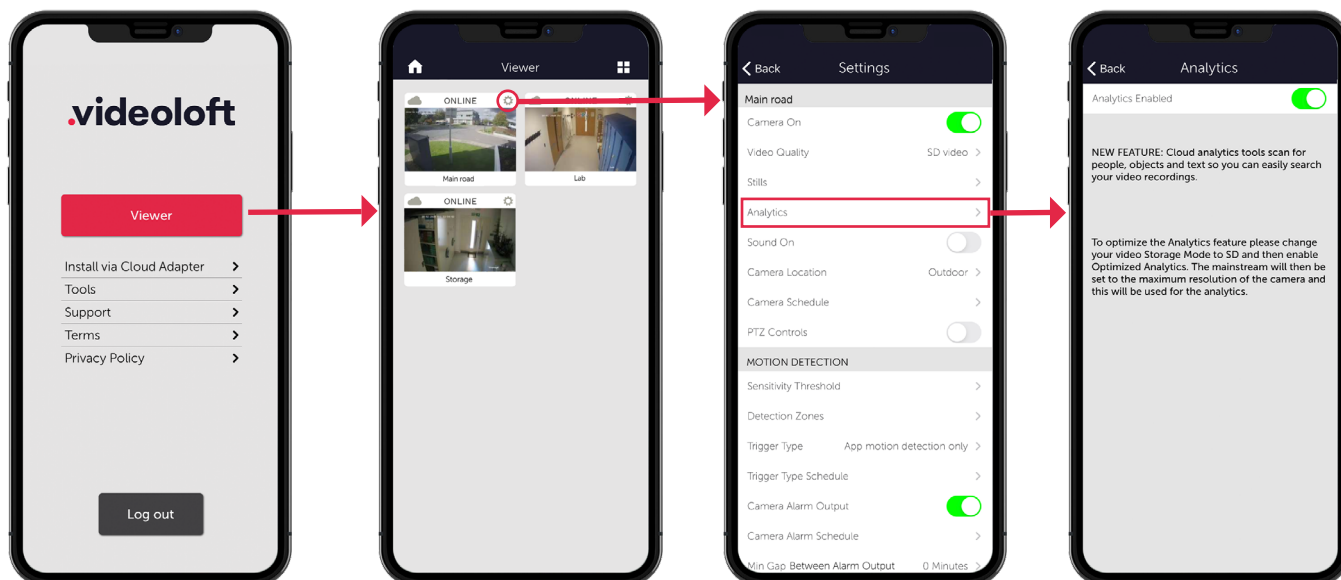 .videoloft
Viewer
Install via Cloud Adapter
Tools
Support
Terms
Privacy Policy
Log out
Viewer
ONLINE
ONLINE
Main road
Lab
ONLINE
Storage
Back
Settings
Main road
Camera On
Video Quality
SD video
Stills
Analytics
Sound On
Camera Location
Outdoor
Camera Schedule
PTZ Controls
MOTION DETECTION
Sensitivity Threshold
Detection Zones
Trigger Type
App motion detection only
Trigger Type Schedule
Camera Alarm Output
Camera Alarm Schedule
Min Gap Between Alarm Output
0 Minutes
Back
Analytics
Analytics Enabled
NEW FEATURE: Cloud analytics tools scan for
people, objects and text so you can easily search
your video recordings.
To optimize the Analytics feature please change
your video Storage Mode to SD and then enable
Optimized Analytics. The mainstream will then be
set to the maximum resolution of the camera and
this will be used for the analytics.